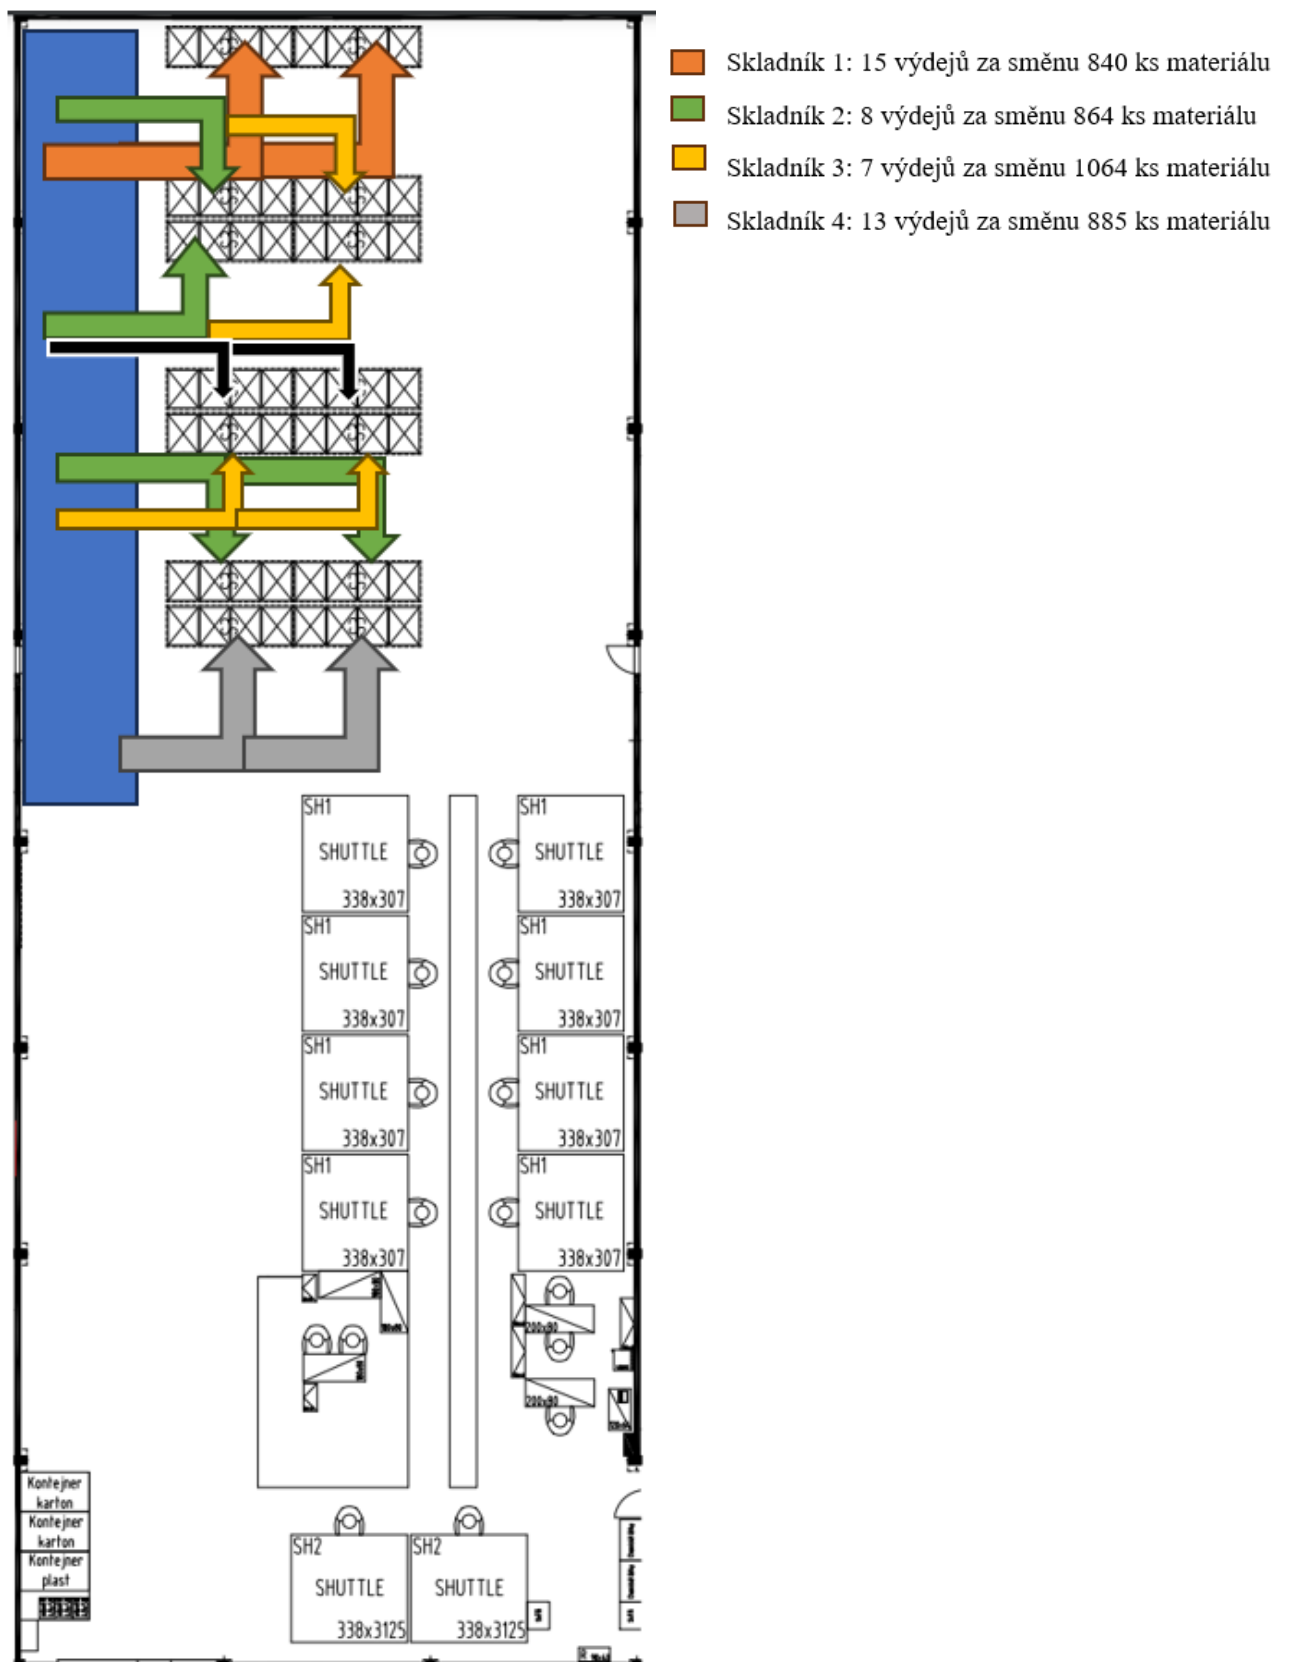 Skladník 1: 15 výdejů za směnu 840 ks materiálu
Skladník 2: 8 výdejů za směnu 864 ks materiálu
Skladník 3: 7 výdejů za směnu 1064 ks materiálu
Skladník 4: 13 výdejů za směnu 885 ks materiálu
SH1
SHUTTLE
338x307
SH1
SHUTTLE
338x307
SH1
SHUTTLE
338x307
SH1
SHUTTLE
338x307
SH1
SHUTTLE
338x307
SH1
SHUTTLE
338x307
SH1
SHUTTLE
338x307
SH1
SHUTTLE
338x307
200x90
200x90
Kontejner
karton
Kontejner
karton
Kontejner
plast
SH2
SHUTTLE
338x3125
SH2
SHUTTLE
338x3125